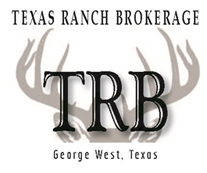 TEXAS RANCH BROKERAGE
TRB
George West, Texas